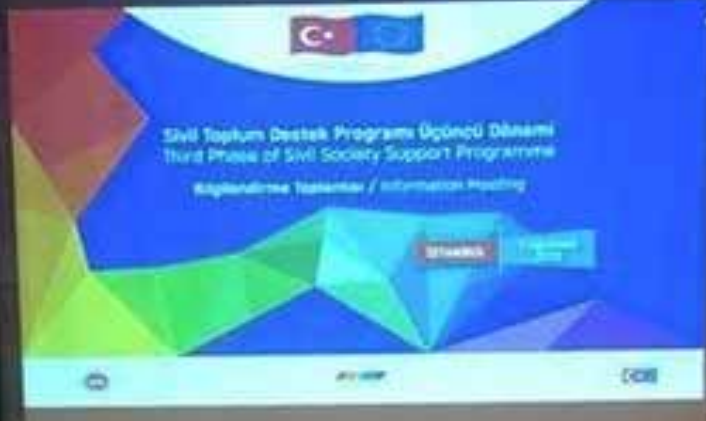 Sivil Toplum Destek Programı Üçüncü Dönemi
Third Phase of Sivil Society Support Programme
Bilgilendirme Toplantısı / Information Meeting
İSTANBUL